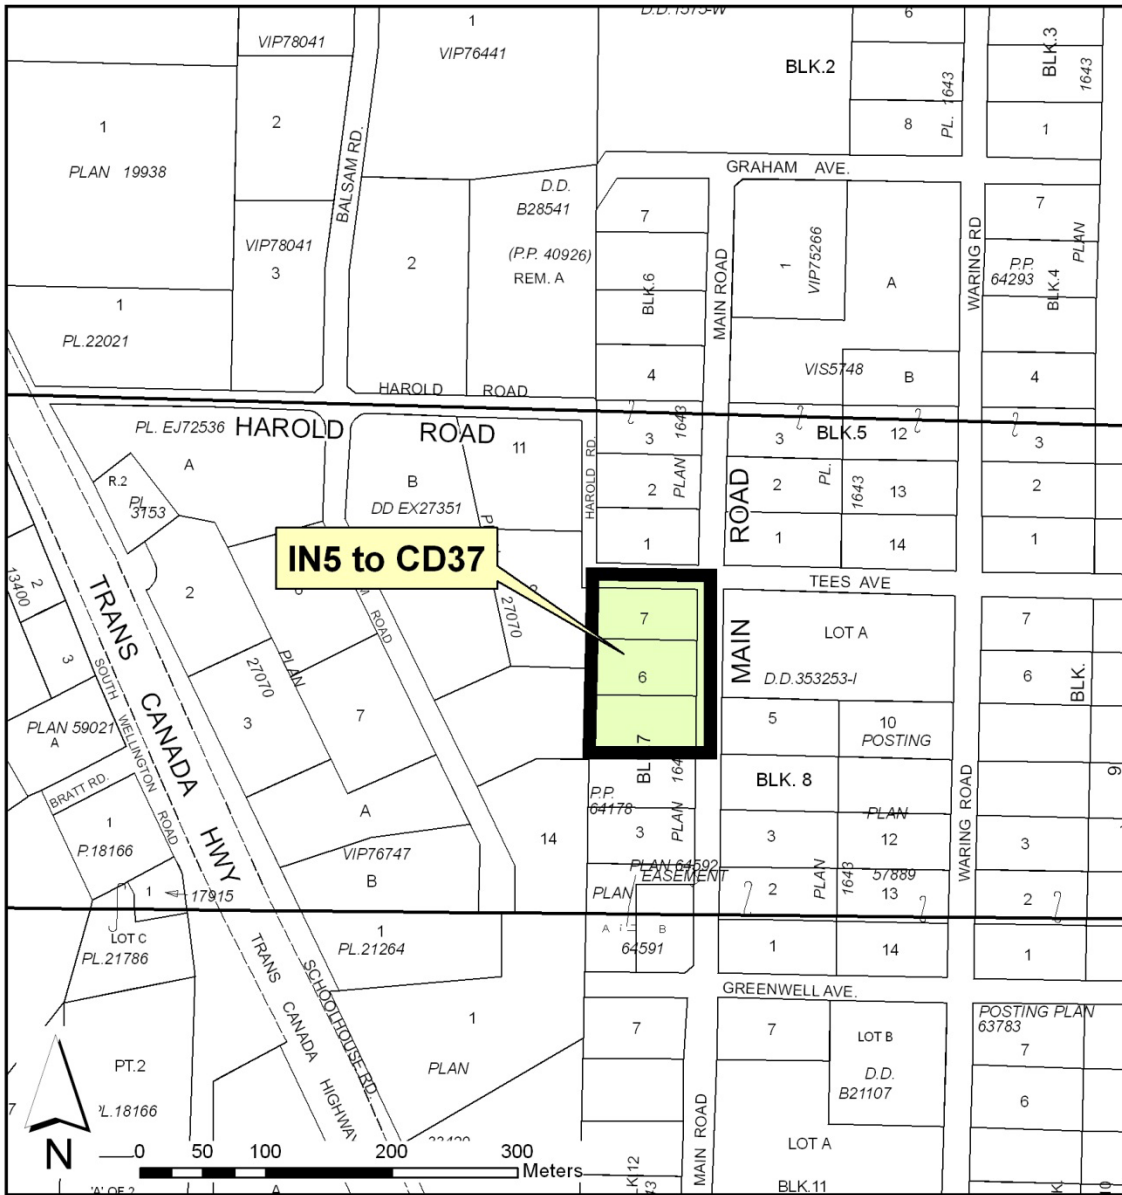 D.D.1575-W
1
6
VIP78041
VIP76441
BLK.2
BLK.3
1643
PL. 1643
1
2
8
1
PLAN 19938
BALSAM RD.
GRAHAM AVE.
D.D.
B28541
7
7
PLAN
VIP78041
3
2
(P.P. 40926)
REM. A
BLK.6
MAIN ROAD
1
VIP75266
A
WARING RD
P.P.
64293
BLK.4
1
PL.22021
4
VIS5748
B
4
HAROLD ROAD
PL. EJ72536
HAROLD ROAD
11
HAROLD RD.
3
PLAN 1643
3
BLK.5
12
3
A
R.2
PL.
3153
B
DD EX27351
2
2
PL.
1643
13
2
ROAD
1
1
14
1
IN5 to CD37
TEES AVE
2
13400
2
TRANS CANADA HWY
ROAD
27070
7
LOT A
7
3
PLAN
27070
6
MAIN
D.D.353253-I
6
BLK.
SOUTH WELLINGTON ROAD
PLAN 59021
A
3
7
5
10
POSTING
7
BRATT RD.
P.P.
64178
BLK. 8
9
1
P.18166
A
14
3
PLAN
3
PLAN
12
WARING ROAD
3
VIP76747
B
PLAN 64592
EASEMENT
1
17915
PLAN
2
PLAN
1643
57889
13
2
LOT C
PL.21786
1
PL.21264
A
B
64591
1
14
1
TRANS CANADA HIGHWAY
SCHOOLHOUSE RD.
GREENWELL AVE.
1
7
7
LOT B
POSTING PLAN
63783
7
PT.2
PLAN
D.D.
B21107
6
7
PL.18166
N
0 50 100 200 300
Meters
MAIN ROAD
LOT A
BLK.11
A